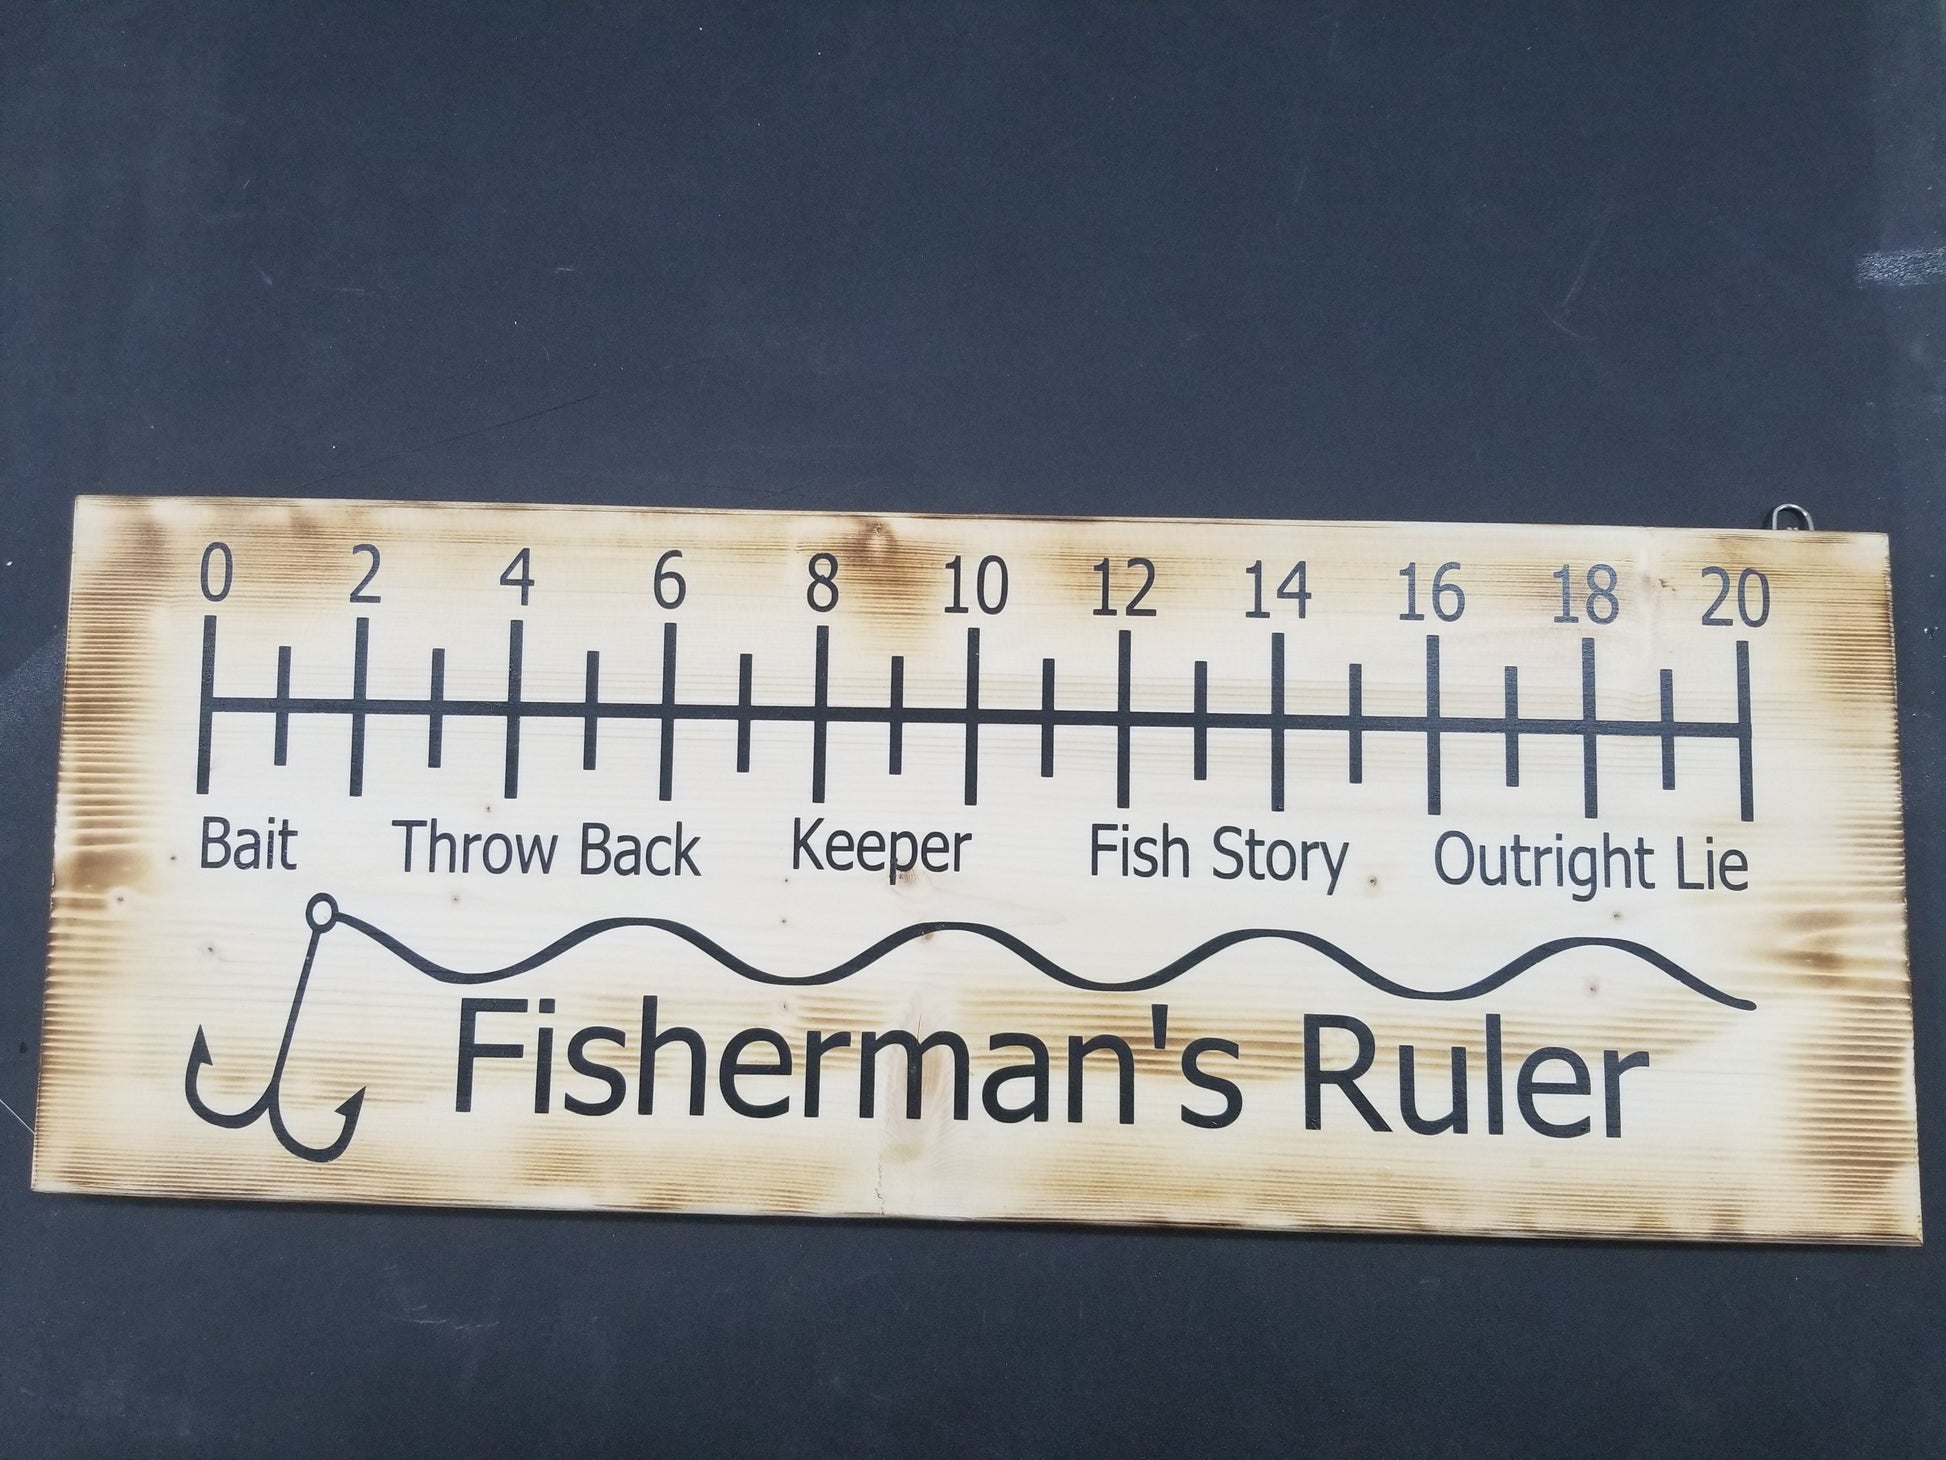 0 2 4 6 8 10 12 14 16 18 20
Bait Throw Back Keeper Fish Story Outright Lie
Fisherman's Ruler